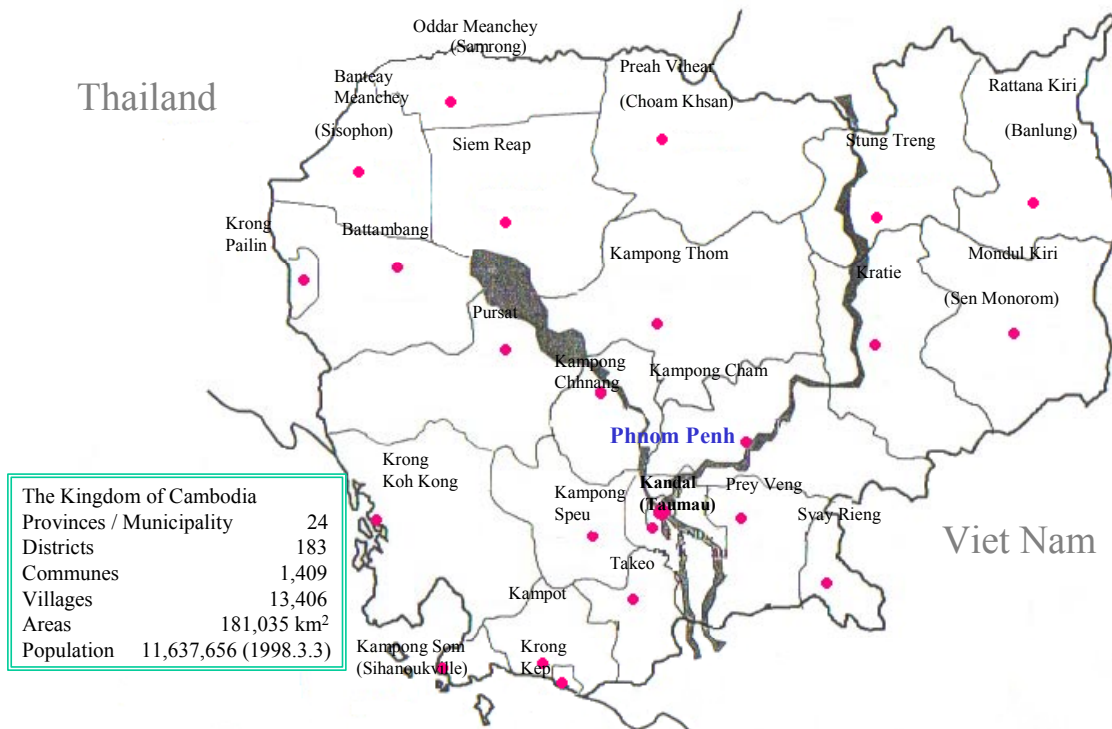 Oddar Meanchey
(Samrong)
Thailand
Banteay
Meanchey
(Sisophon)
Siem Reap
Preah Vihear
(Choam Khsan)
Rattana Kiri
(Banlung)
Stung Treng
Krong
Pailin
Battambang
Kampong Thom
Mondul Kiri
Kratie
(Sen Monorom)
Pursat
Kampong
Chhnang
Kampong Cham
Phnom Penh
Krong
Koh Kong
Kampong
Speu
Kandal
(Taumau)
Prey Veng
Syay Rieng
Viet Nam
Takeo
Kampot
Kampong Som
(Sihanoukville)
Krong
Kep
The Kingdom of Cambodia
Provinces / Municipality 24
Districts 183
Communes 1,409
Villages 13,406
Areas 181,035 km²
Population 11,637,656 (1998.3.3)